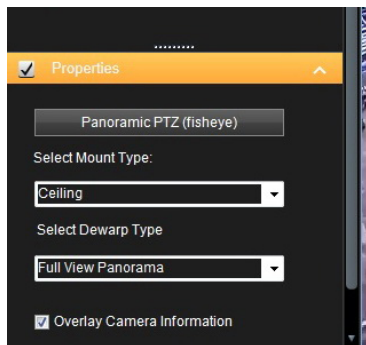 Properties
Panoramic PTZ (fisheye)
Select Mount Type:
Ceiling
Select Dewarp Type
Full View Panorama
Overlay Camera Information